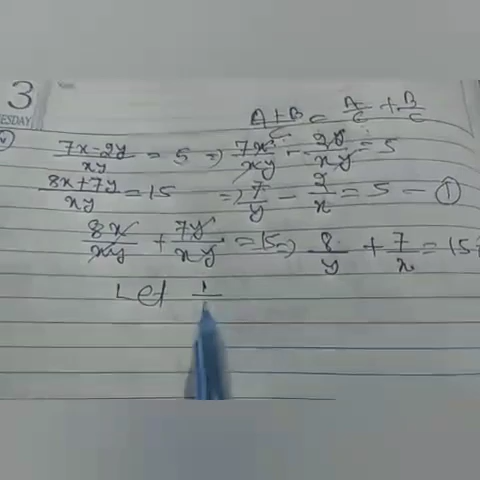 3
ESDAY
A+B/C = A/C + B/C
7x-2y/xy = 5 ⇒ 7x/xy - 2y/xy = 5
8x+7y/xy = 15 ⇒ 7/y - 2/x = 5 - ①
8x/xy + 7y/xy = 15 ⇒ 8/y + 7/x = 15
Let 1